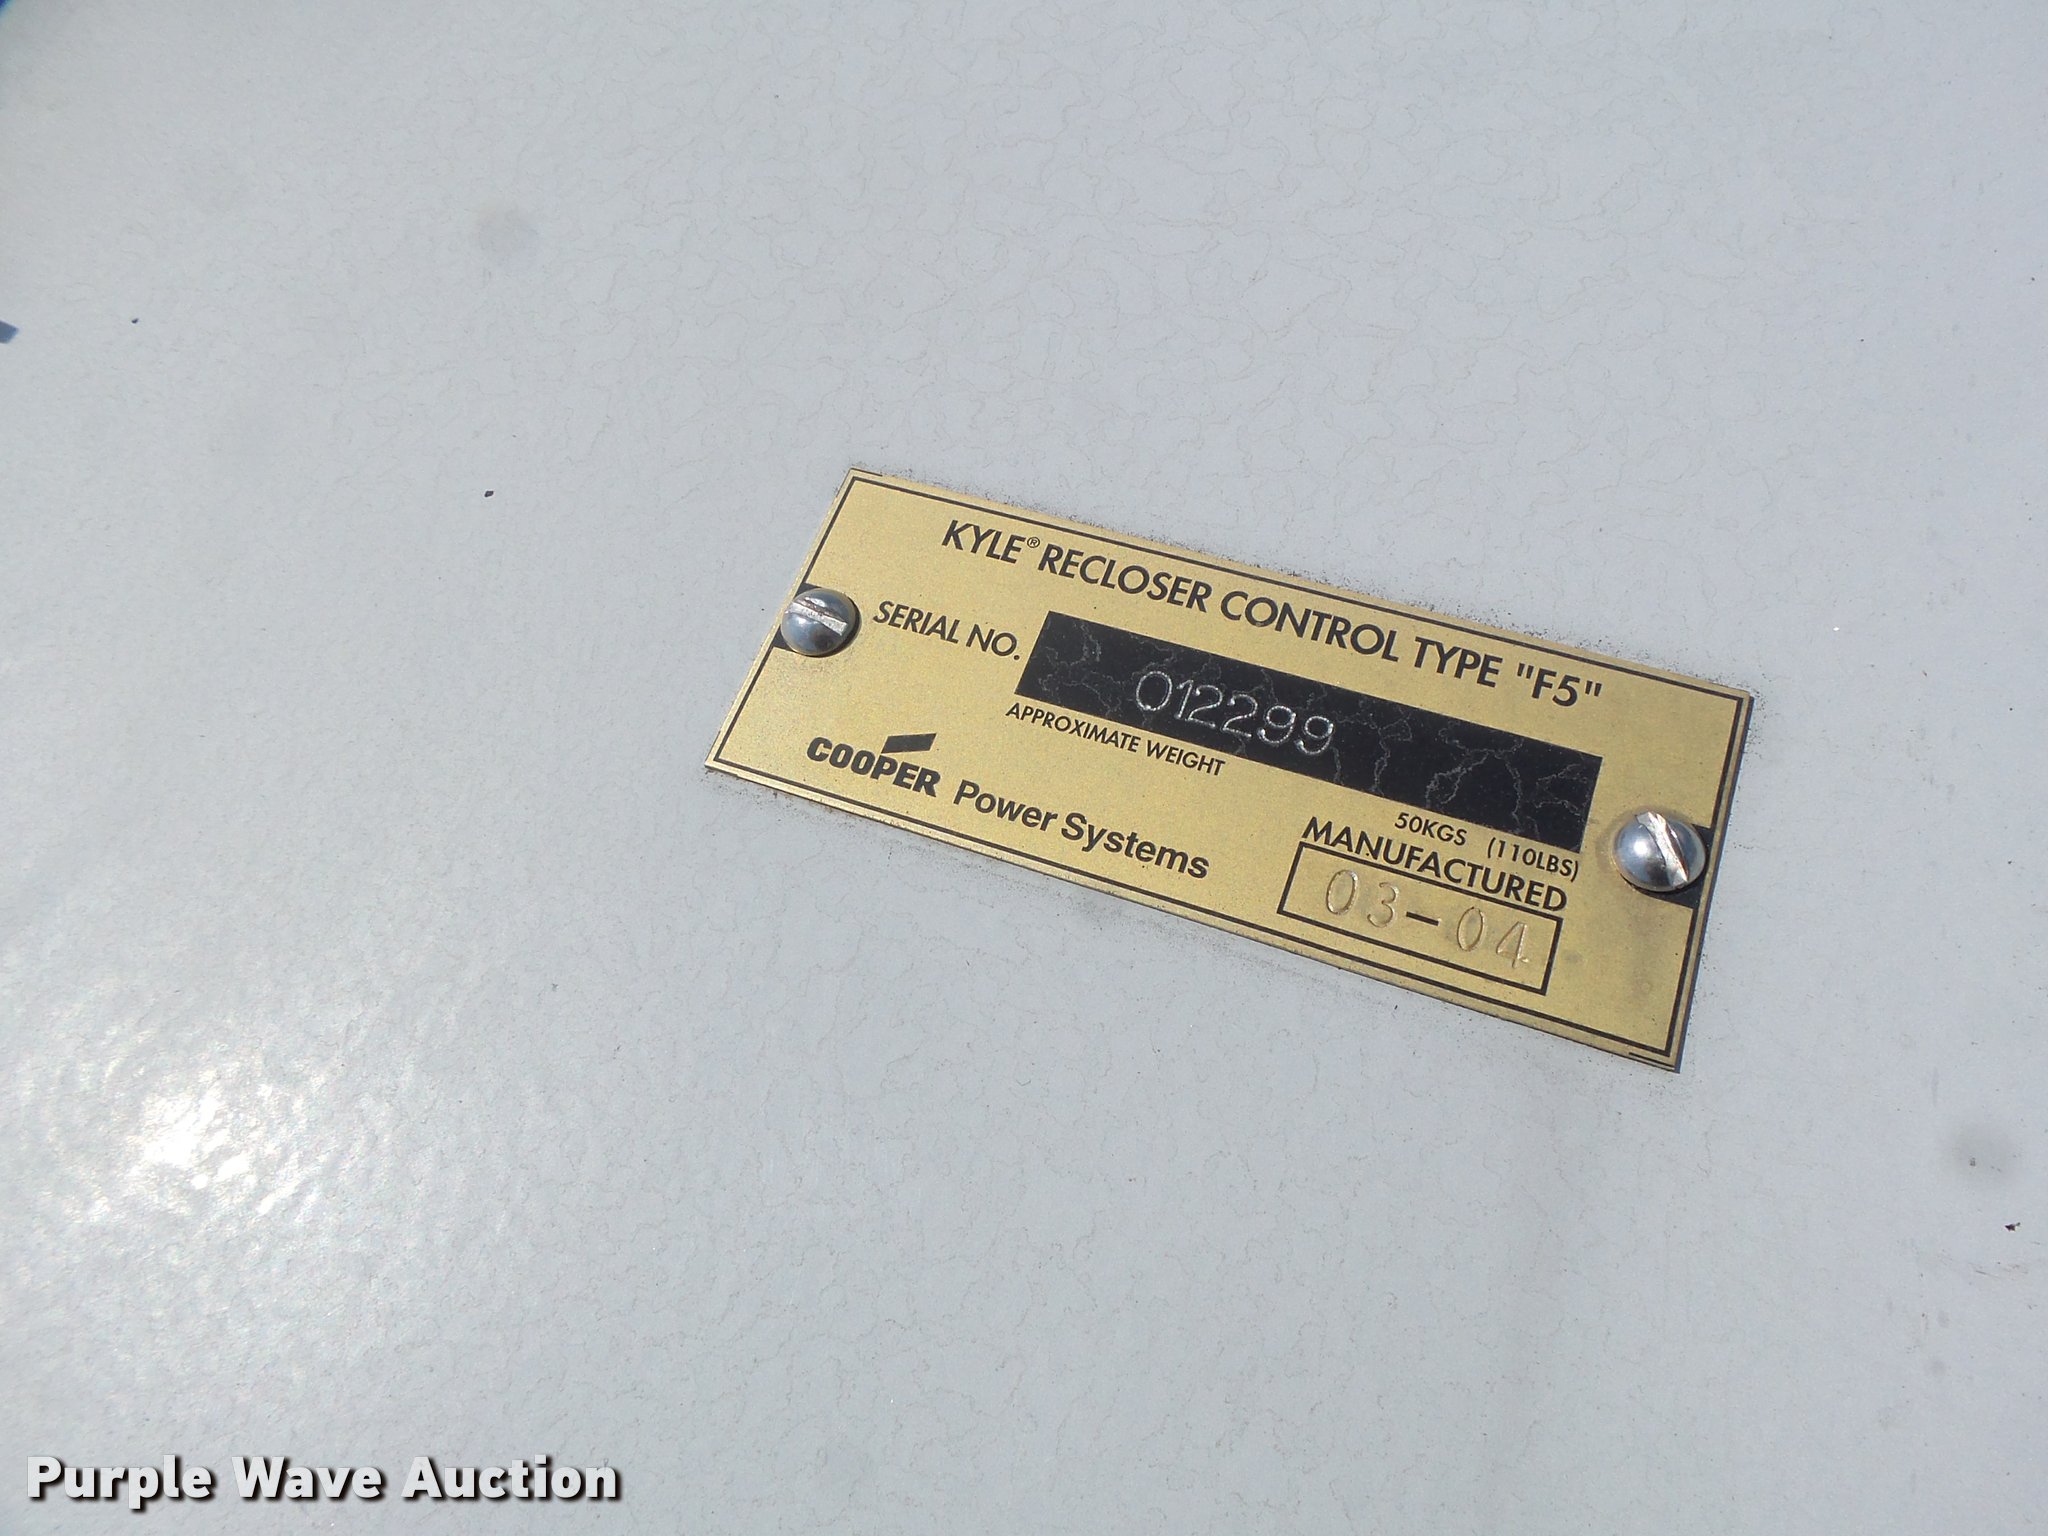 KYLE® RECLOSER CONTROL TYPE "F5"
SERIAL NO. 012299
APPROXIMATE WEIGHT 50KGS (110LBS)
COOPER Power Systems
MANUFACTURED
03-04
Purple Wave Auction